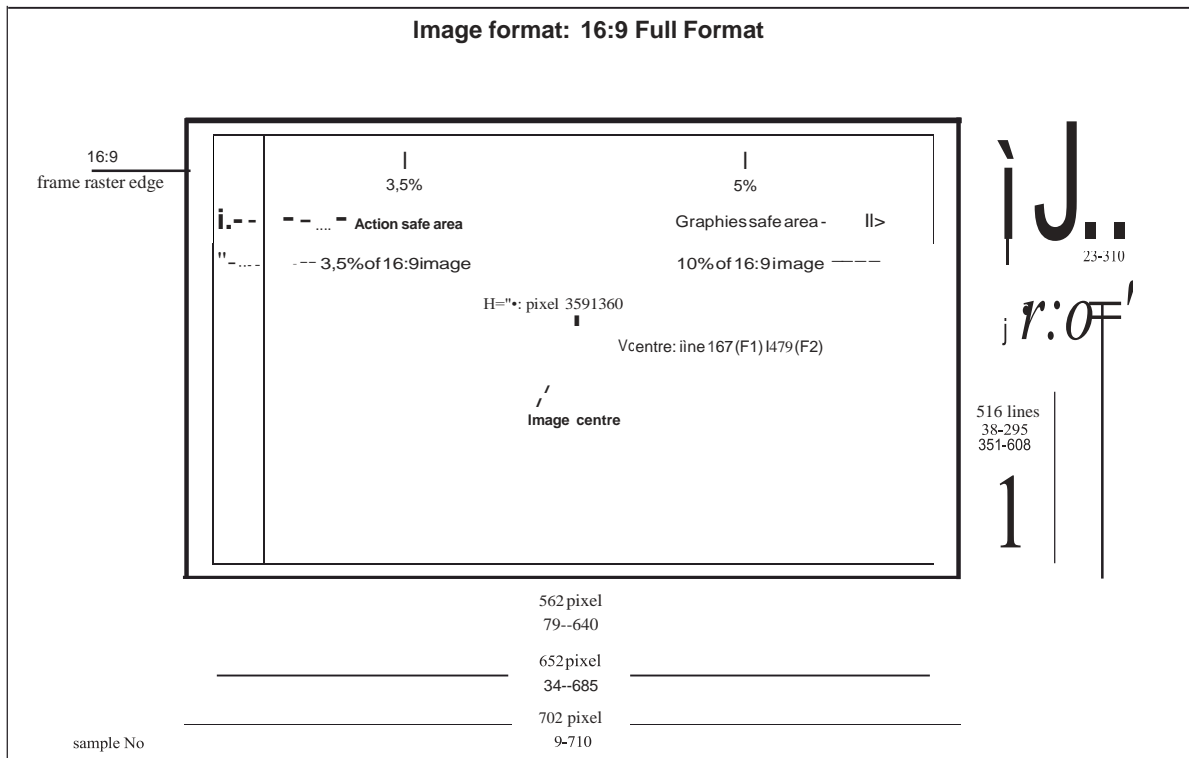 Image format: 16:9 Full Format
16:9
frame raster edge
3,5%
5%
Action safe area
Graphies safe area -
3,5% of 16:9 image
10% of 16:9 image
23-310
H="•: pixel 3591360
Vcentre: iine 167 (F1) I479 (F2)
Image centre
516 lines
38-295
351-608
1
562 pixel
79--640
652 pixel
34--685
702 pixel
sample No
9-710